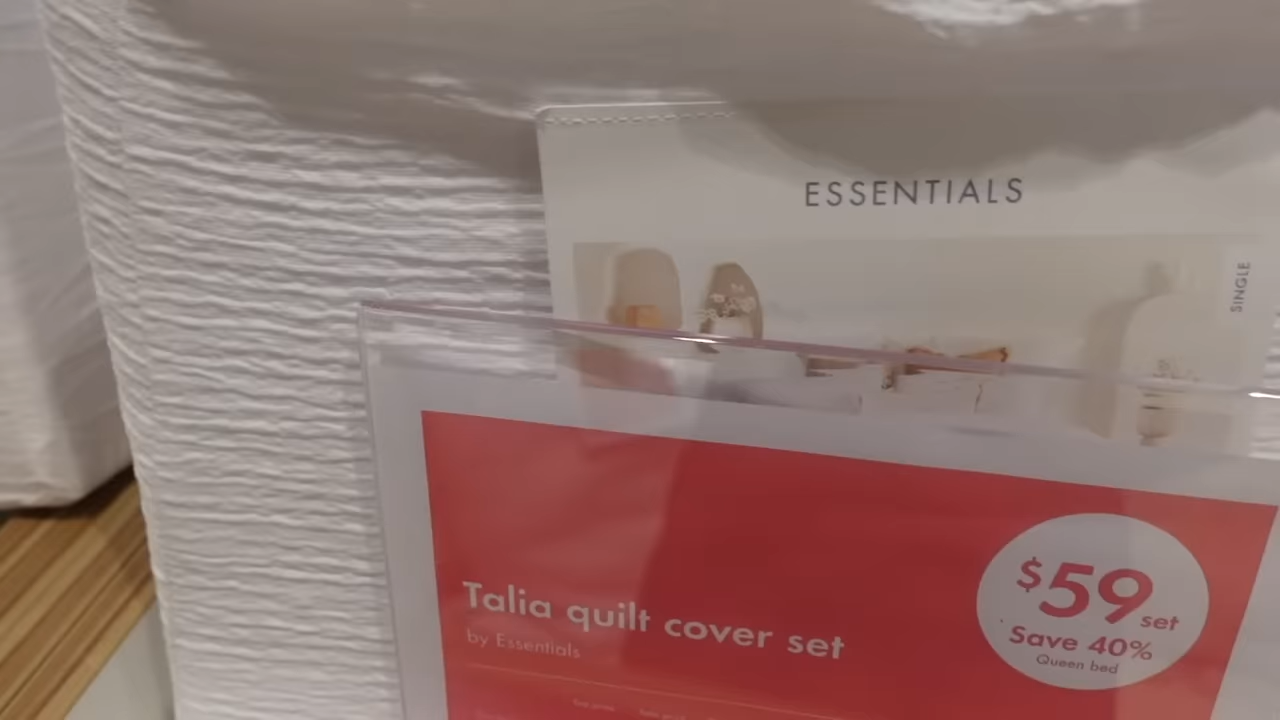 ESSENTIALS
SINGLE
Talia quilt cover set
by Essentials
$59 set
Save 40%
Queen bed